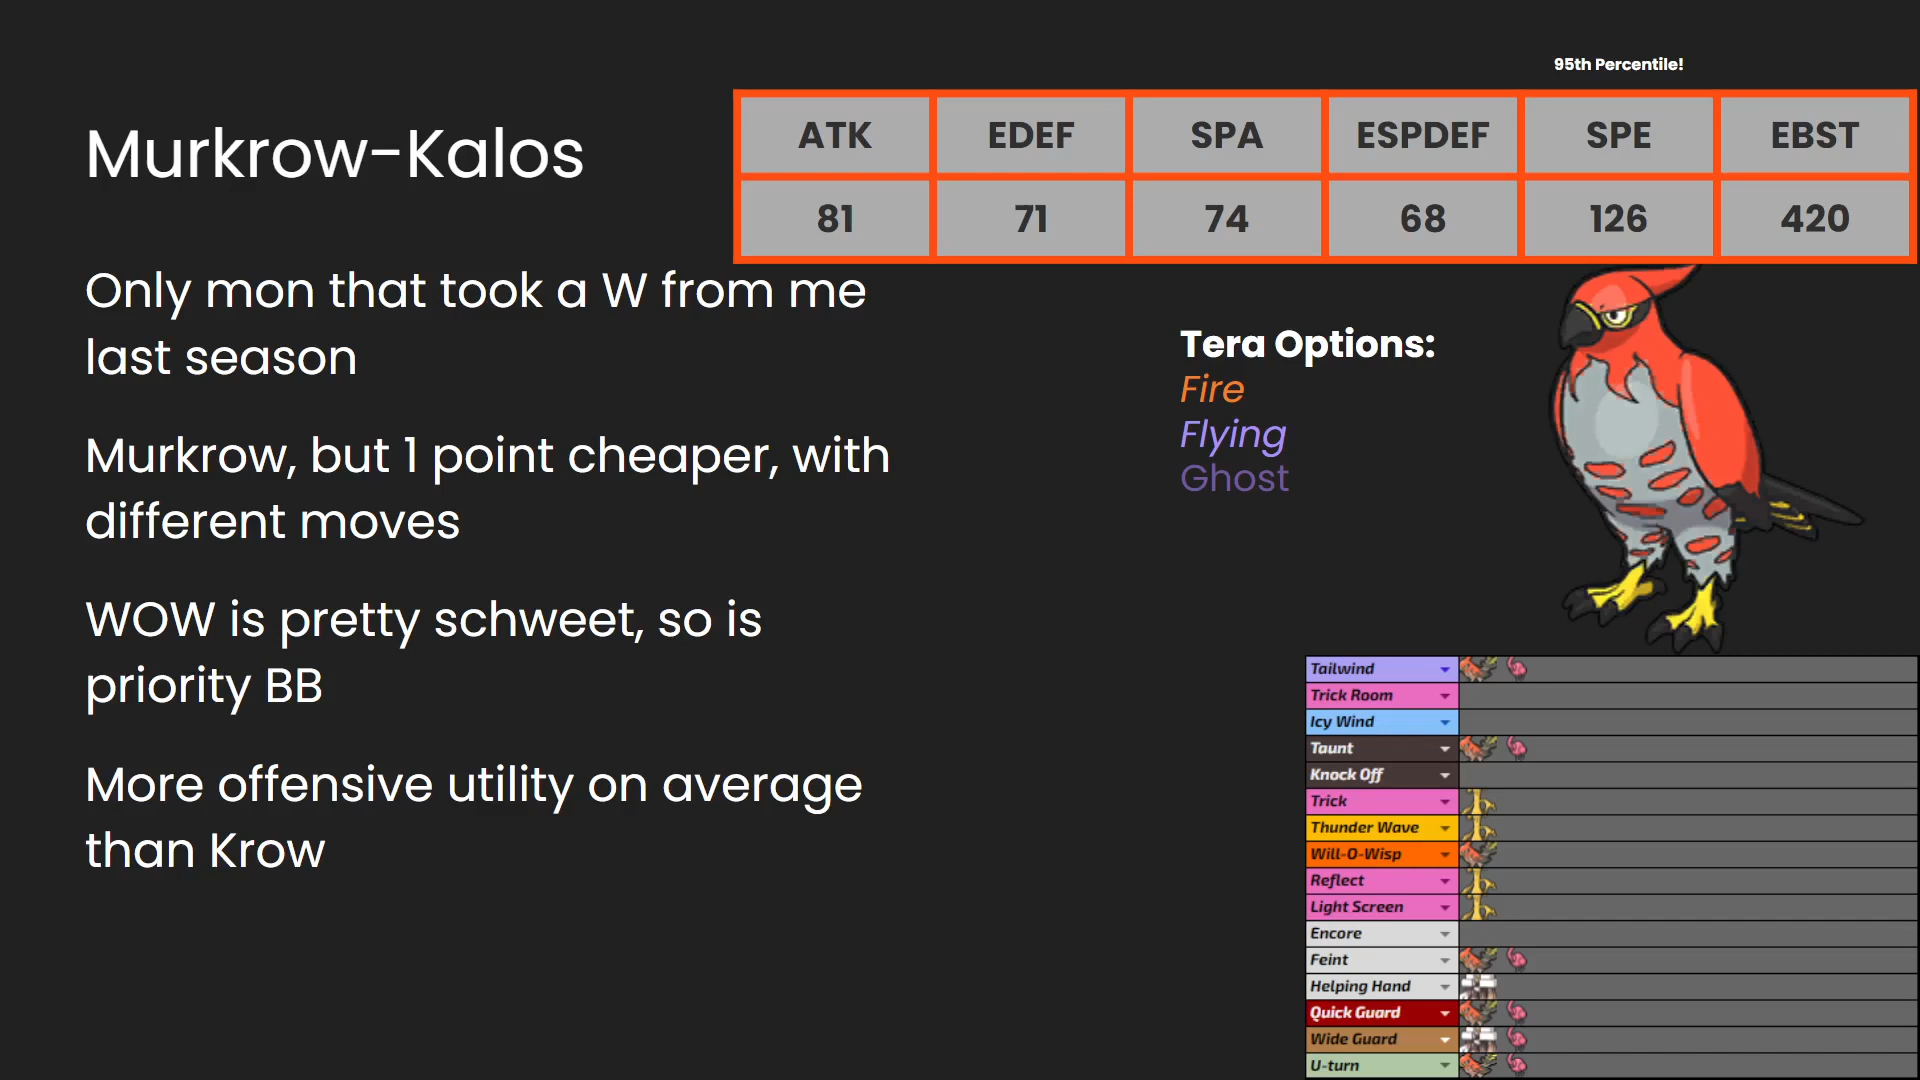 95th Percentile!
Murkrow-Kalos
ATK EDEF SPA ESPDEF SPE EBST
81 71 74 68 126 420
Only mon that took a W from me
last season
Murkrow, but 1 point cheaper, with
different moves
WOW is pretty schweet, so is
priority BB
More offensive utility on average
than Krow
Tera Options:
Fire
Flying
Ghost
Tailwind
Trick Room
Icy Wind
Taunt
Knock Off
Trick
Thunder Wave
Will-O-Wisp
Reflect
Light Screen
Encore
Feint
Helping Hand
Quick Guard
Wide Guard
U-turn